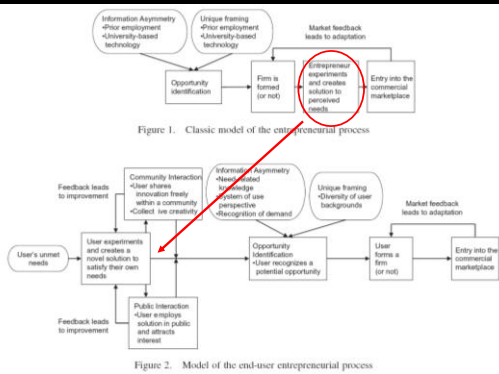 Information Asymmetry
•Prior employment
•University-based
technology
Unique framing
•Prior employment
•University-based
technology
Market feedback
leads to adaptation
Opportunity
identification
Firm is
formed
(or not)
Entrepreneur
experiments
and creates
solution to
perceived
needs
Entry into the
commercial
marketplace
Figure 1. Classic model of the entrepreneurial process
Community Interaction
•User shares
innovation freely
within a community
•Collect ive creativity
Information Asymmetry
•Need-related
knowledge
•System of use
perspective
•Recognition of demand
Unique framing
•Diversity of user
backgrounds
Market feedback
leads to adaptation
Feedback leads
to improvement
User's unmet
needs
User experiments
and creates a
novel solution to
satisfy their own
needs
Opportunity
Identification
•User recognizes a
potential opportunity
User
forms a
firm
(or not)
Entry into the
commercial
marketplace
Public Interaction
•User employs
solution in public
and attracts
interest
Feedback leads
to improvement
Figure 2. Model of the end-user entrepreneurial process